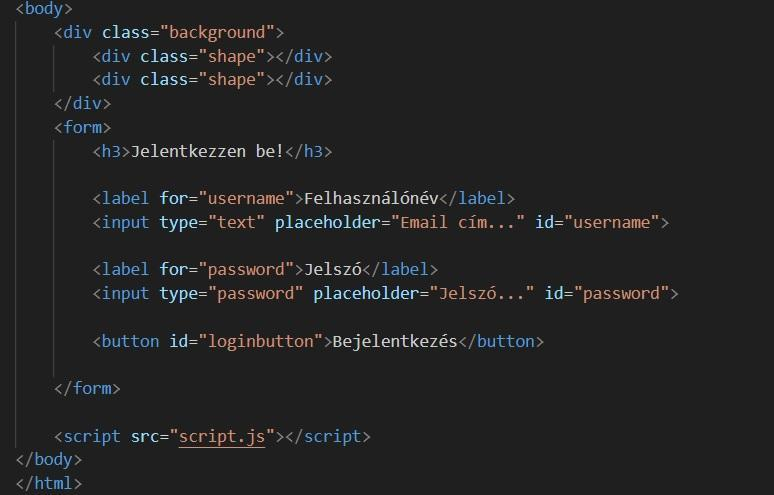 <body>
<div class="background">
<div class="shape"></div>
<div class="shape"></div>
</div>
<form>
<h3>Jelentkezzen be!</h3>
<label for="username">Felhasználónév</label>
<input type="text" placeholder="Email cím..." id="username">
<label for="password">Jelszó</label>
<input type="password" placeholder="Jelszó..." id="password">
<button id="loginbutton">Bejelentkezés</button>
</form>
<script src="script.js"></script>
</body>
</html>